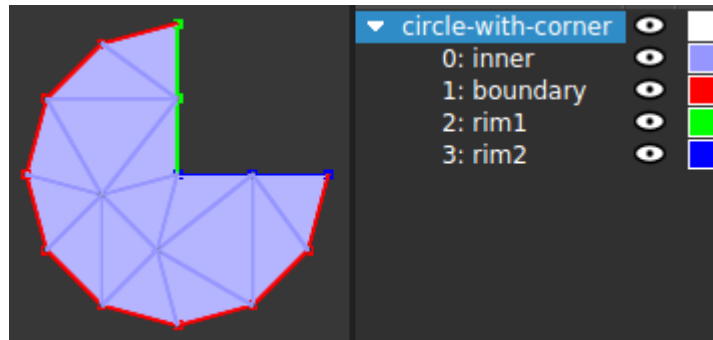 circle-with-corner
0: inner
1: boundary
2: rim1
3: rim2